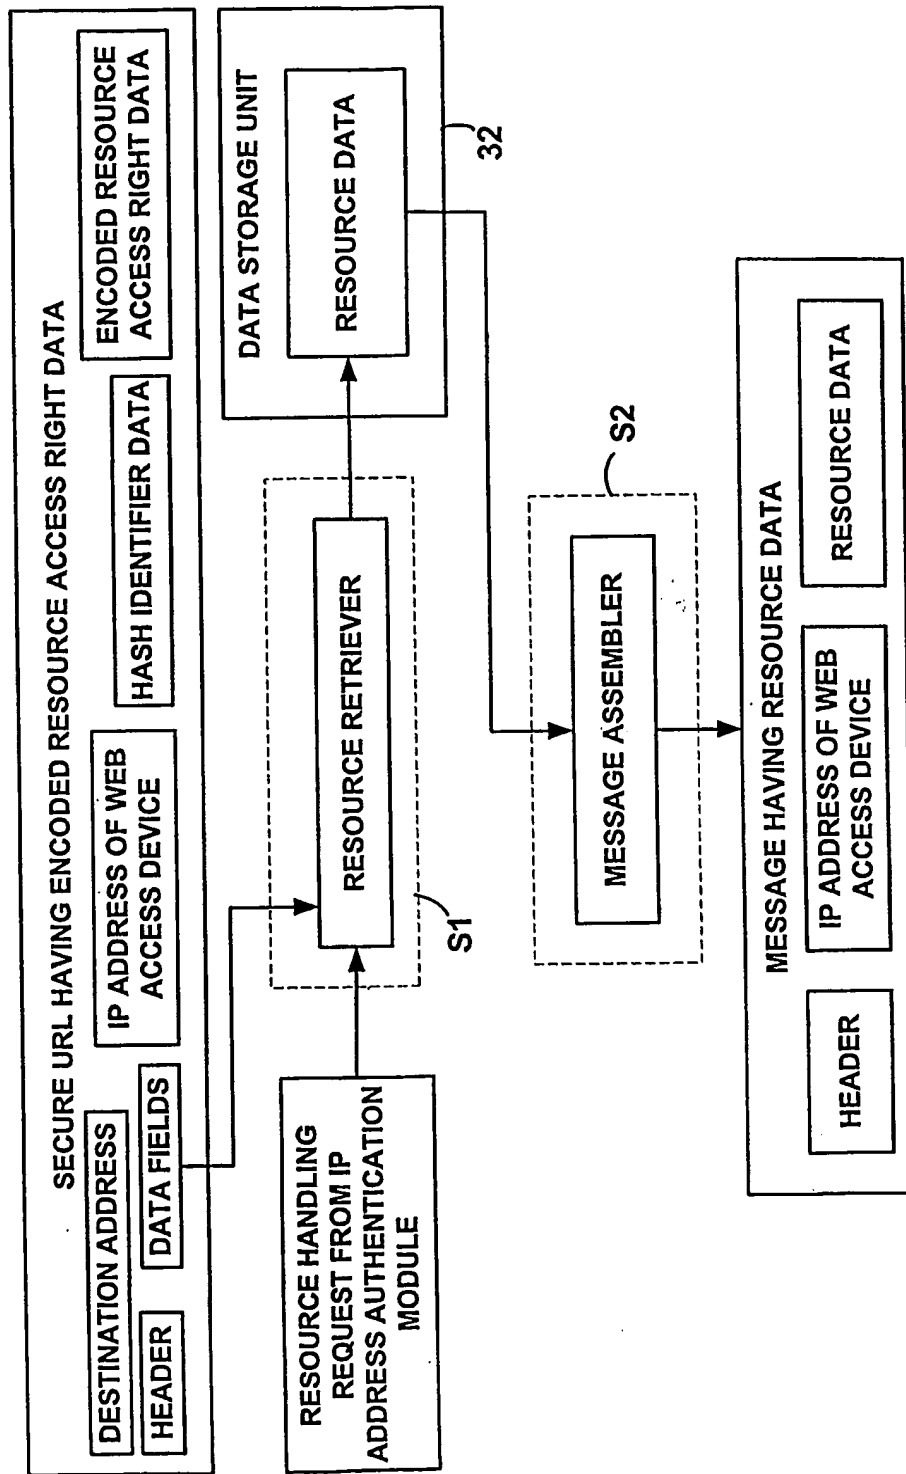 SECURE URL HAVING ENCODED RESOURCE ACCESS RIGHT DATA
DESTINATION ADDRESS
HEADER
DATA FIELDS
IP ADDRESS OF WEB
ACCESS DEVICE
HASH IDENTIFIER DATA
ENCODED RESOURCE
ACCESS RIGHT DATA
RESOURCE HANDLING
REQUEST FROM IP
ADDRESS AUTHENTICATION
MODULE
RESOURCE RETRIEVER
S1
DATA STORAGE UNIT
RESOURCE DATA
32
MESSAGE ASSEMBLER
S2
MESSAGE HAVING RESOURCE DATA
HEADER
IP ADDRESS OF WEB
ACCESS DEVICE
RESOURCE DATA